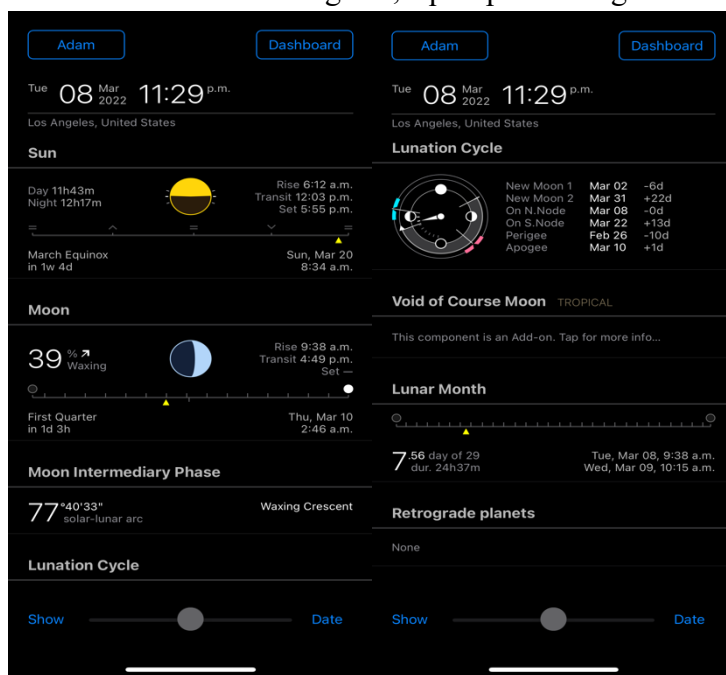 Adam Dashboard
Tue 08 Mar 2022 11:29 p.m.
Los Angeles, United States
Sun
Day 11h43m
Night 12h17m
Rise 6:12 a.m.
Transit 12:03 p.m.
Set 5:55 p.m.
March Equinox
in 1w 4d
Sun, Mar 20
8:34 a.m.
Moon
39 % Waxing
Rise 9:38 a.m.
Transit 4:49 p.m.
Set —
First Quarter
in 1d 3h
Thu, Mar 10
2:46 a.m.
Moon Intermediary Phase
77°40'33"
solar-lunar arc
Waxing Crescent
Lunation Cycle
Show Date
Adam Dashboard
Tue 08 Mar 2022 11:29 p.m.
Los Angeles, United States
Lunation Cycle
New Moon 1 Mar 02 -6d
New Moon 2 Mar 31 +22d
On N.Node Mar 08 -0d
On S.Node Mar 22 +13d
Perigee Feb 26 -10d
Apogee Mar 10 +1d
Void of Course Moon TROPICAL
This component is an Add-on. Tap for more info...
Lunar Month
7.56 day of 29
dur. 24h37m
Tue, Mar 08, 9:38 a.m.
Wed, Mar 09, 10:15 a.m.
Retrograde planets
None
Show Date